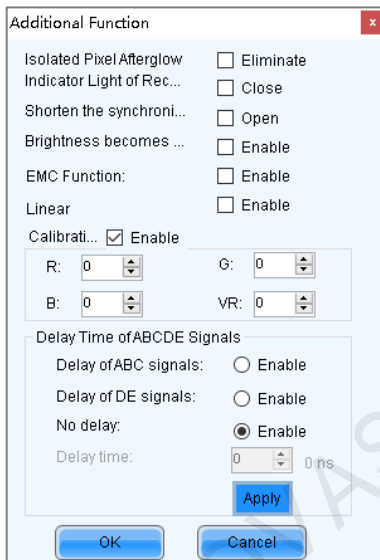 Additional Function x
Isolated Pixel Afterglow Eliminate
Indicator Light of Rec... Close
Shorten the synchroni... Open
Brightness becomes ... Enable
EMC Function: Enable
Linear Enable
Calibrati... Enable
R: 0 G: 0
B: 0 VR: 0
Delay Time of ABCDE Signals
Delay of ABC signals: Enable
Delay of DE signals: Enable
No delay: Enable
Delay time: 0 0 ns
Apply
OK Cancel